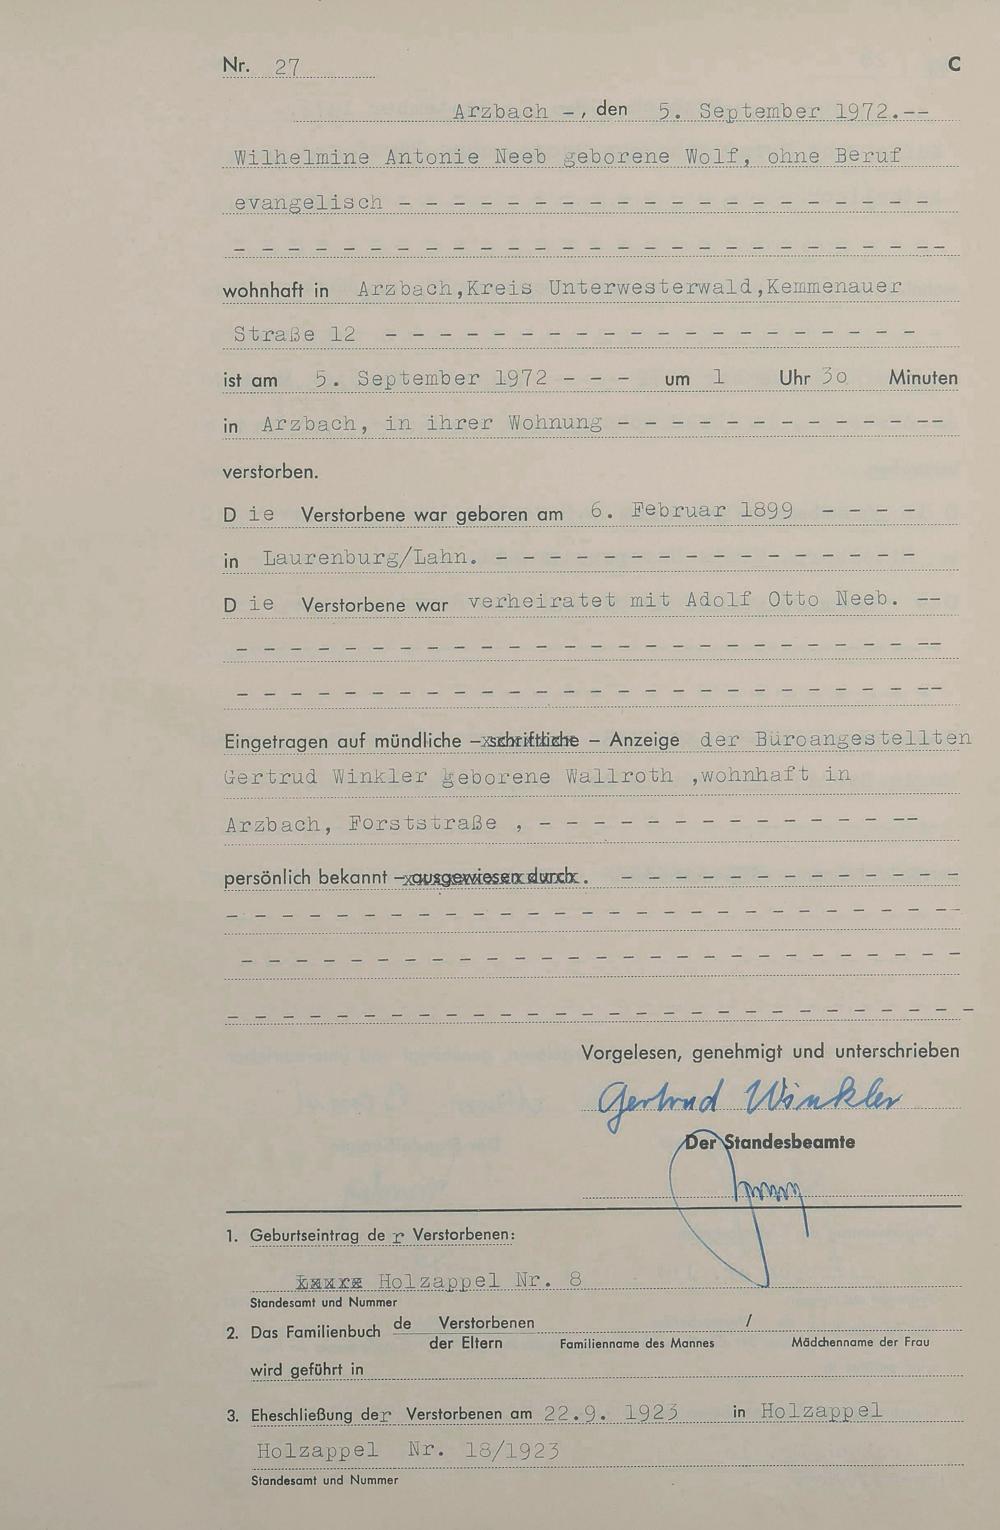 Nr. 27 C
Arzbach -, den 5. September 1972.--
Wilhelmine Antonie Neeb geborene Wolf, ohne Beruf
evangelisch - - - - - - - - - - - - - - - - - - - -
- - - - - - - - - - - - - - - - - - - - - - - - - --
wohnhaft in Arzbach,Kreis Unterwesterwald,Kemmenauer
Straße 12 - - - - - - - - - - - - - - - - - - - -
ist am 5. September 1972 - - - um 1 Uhr 3o Minuten
in Arzbach, in ihrer Wohnung - - - - - - - - - - - --
verstorben.
D ie Verstorbene war geboren am 6. Februar 1899 - - - -
in Laurenburg/Lahn. - - - - - - - - - - - - - - - -
D ie Verstorbene war verheiratet mit Adolf Otto Neeb. --
- - - - - - - - - - - - - - - - - - - - - - - - - --
- - - - - - - - - - - - - - - - - - - - - - - - - --
Eingetragen auf mündliche - schriftliche - Anzeige der Büroangestellten
Gertrud Winkler geborene Wallroth ,wohnhaft in
Arzbach, Forststraße , - - - - - - - - - - - - - --
persönlich bekannt - ausgewiesen durch . - - - - - - - - - - - - -
- - - - - - - - - - - - - - - - - - - - - - - - - - --
- - - - - - - - - - - - - - - - - - - - - - - - - - -
- - - - - - - - - - - - - - - - - - - - - - - - - - - -
Vorgelesen, genehmigt und unterschrieben
Gertrud Winkler
Der Standesbeamte
1. Geburtseintrag de r Verstorbenen:
Holzappel Nr. 8
Standesamt und Nummer
2. Das Familienbuch de Verstorbenen /
der Eltern Familienname des Mannes Mädchenname der Frau
wird geführt in
3. Eheschließung der Verstorbenen am 22.9. 1923 in Holzappel
Holzappel Nr. 18/1923
Standesamt und Nummer